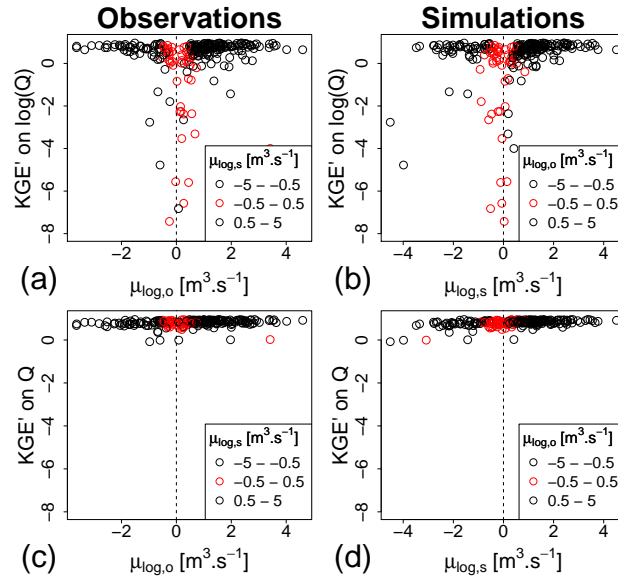 Observations
Simulations
KGE' on log(Q)
0
−2
−4
−6
−8
μlog,s [m³.s⁻¹]
−5 − −0.5
−0.5 − 0.5
0.5 − 5
−2 0 2 4
(a)
μlog,o [m³.s⁻¹]
KGE' on log(Q)
0
−2
−4
−6
−8
μlog,o [m³.s⁻¹]
−5 − −0.5
−0.5 − 0.5
0.5 − 5
−4 −2 0 2 4
(b)
μlog,s [m³.s⁻¹]
KGE' on Q
0
−2
−4
−6
−8
μlog,s [m³.s⁻¹]
−5 − −0.5
−0.5 − 0.5
0.5 − 5
−2 0 2 4
(c)
μlog,o [m³.s⁻¹]
KGE' on Q
0
−2
−4
−6
−8
μlog,o [m³.s⁻¹]
−5 − −0.5
−0.5 − 0.5
0.5 − 5
−4 −2 0 2 4
(d)
μlog,s [m³.s⁻¹]